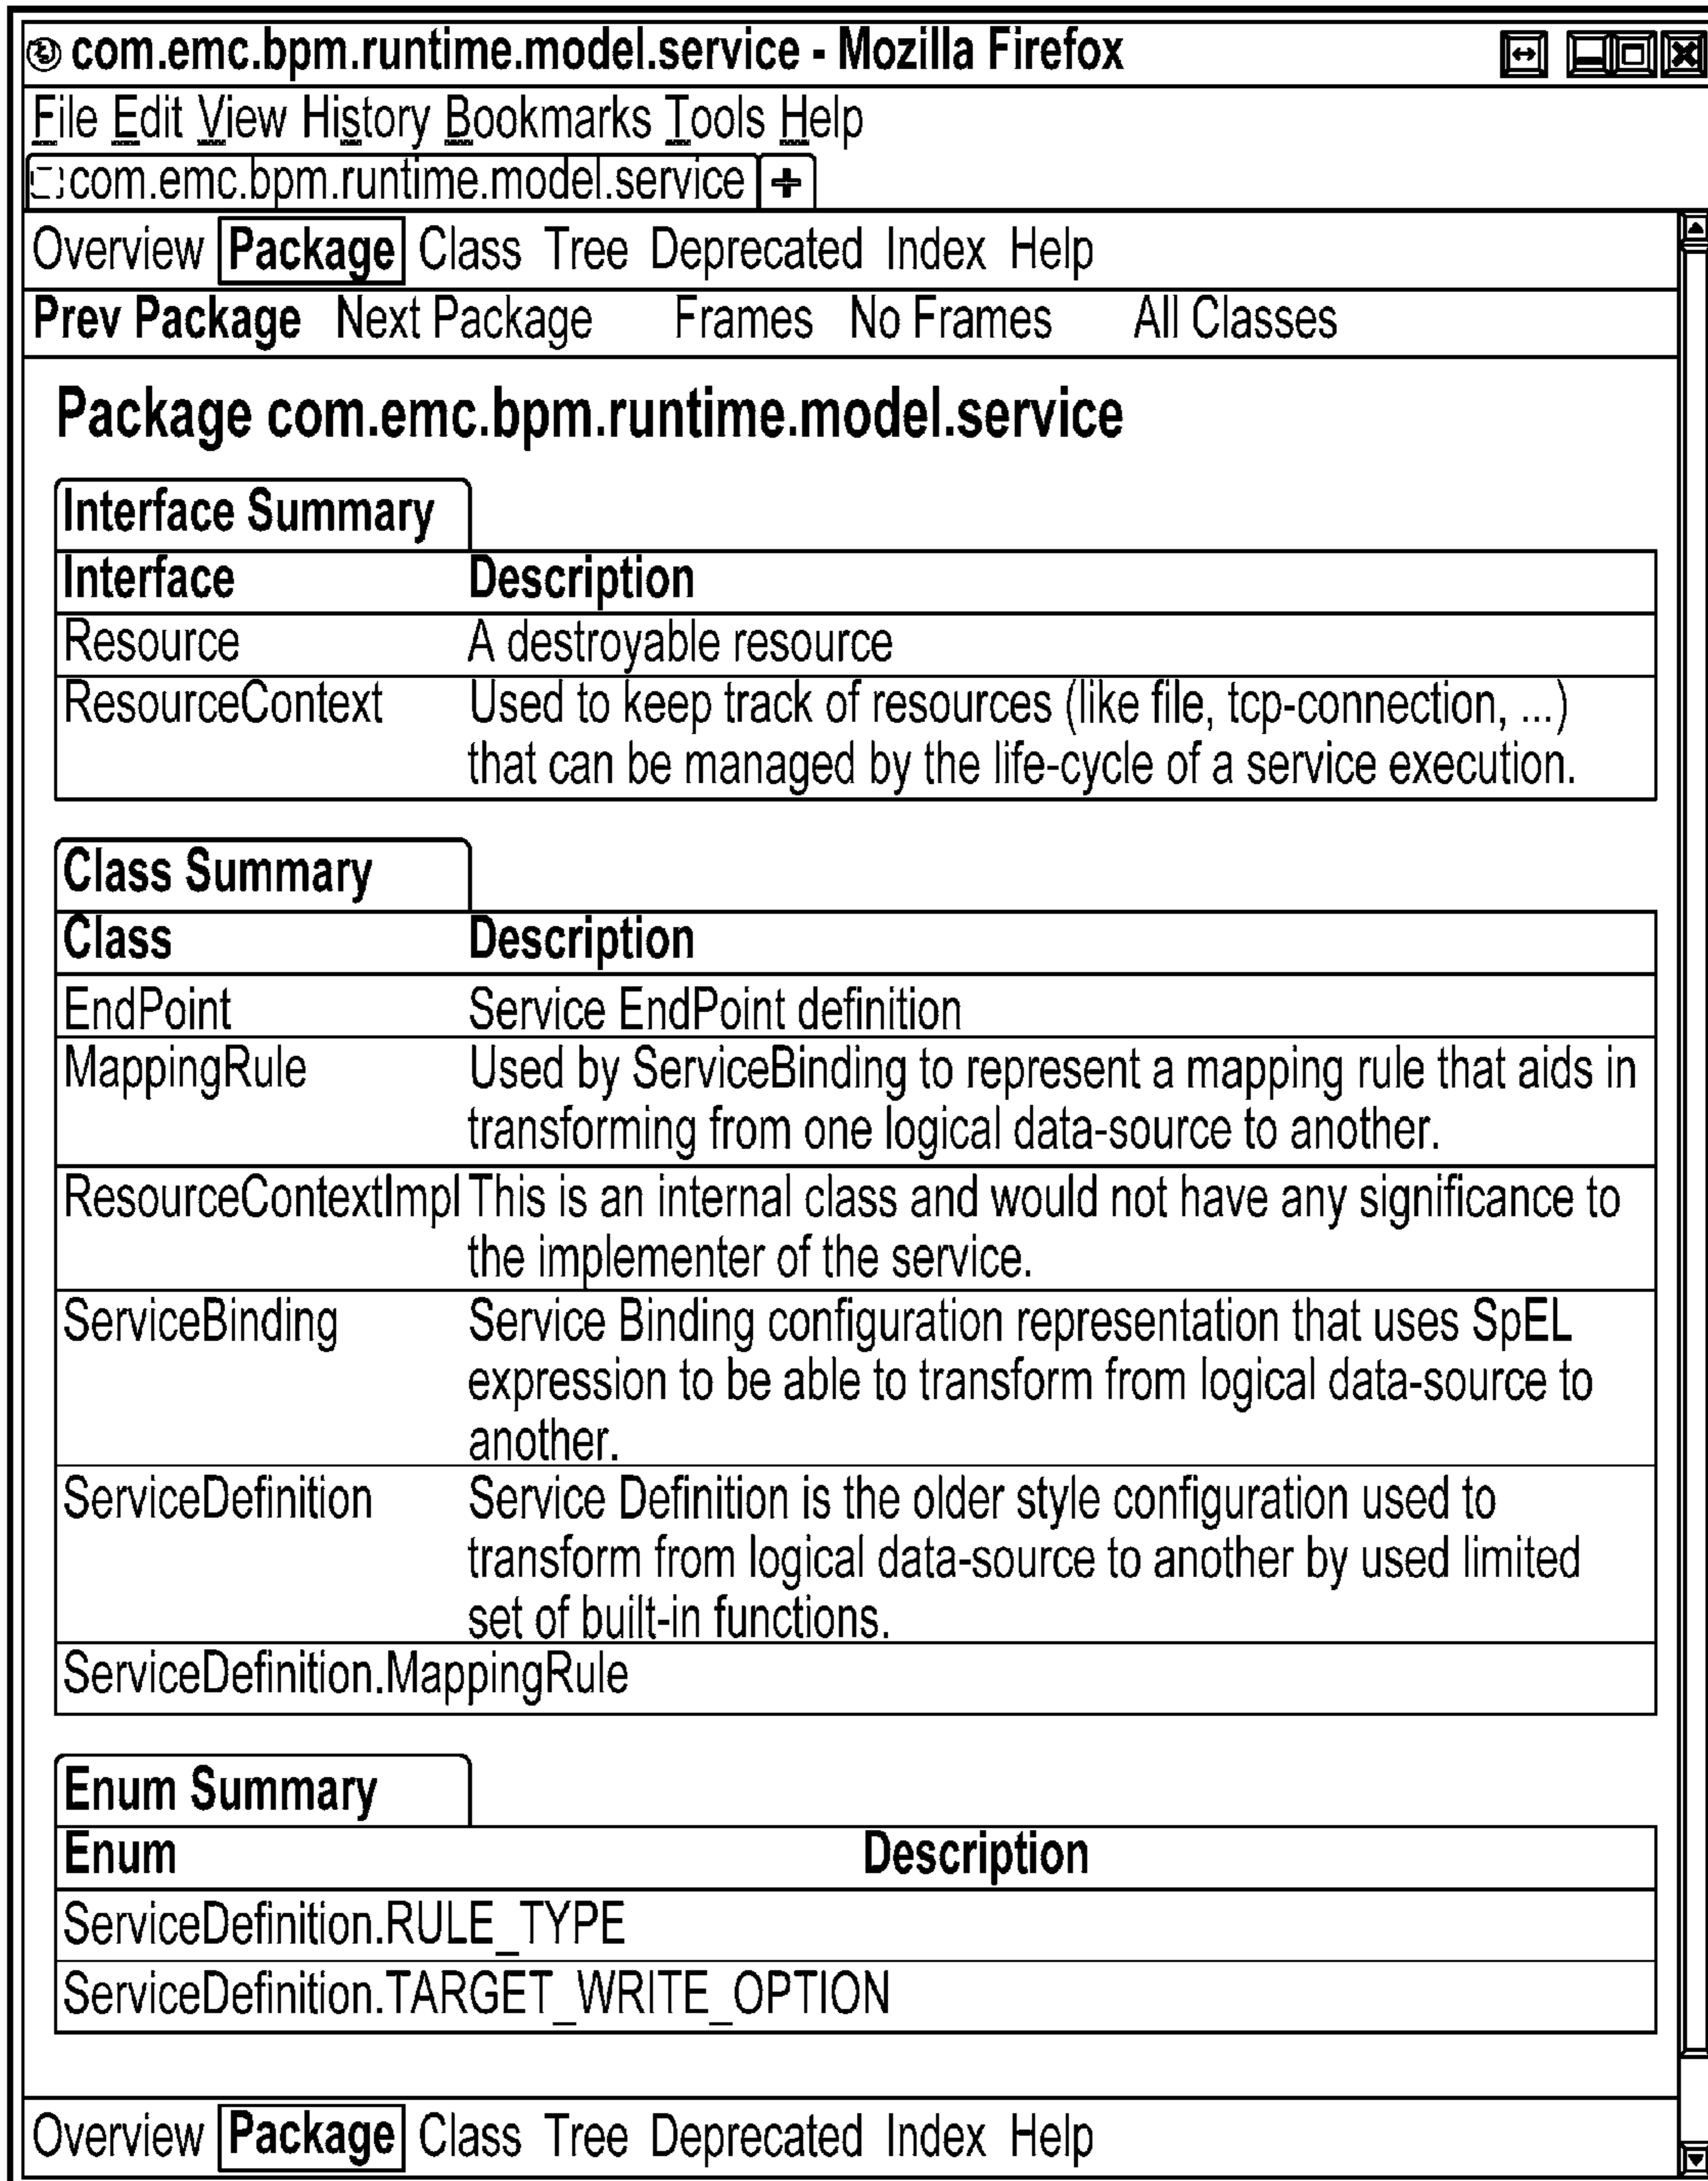 com.emc.bpm.runtime.model.service - Mozilla Firefox
File Edit View History Bookmarks Tools Help
com.emc.bpm.runtime.model.service +
Overview Package Class Tree Deprecated Index Help
Prev Package Next Package Frames No Frames All Classes
Package com.emc.bpm.runtime.model.service
Interface Summary
Interface Description
Resource A destroyable resource
ResourceContext Used to keep track of resources (like file, tcp-connection, ...)
that can be managed by the life-cycle of a service execution.
Class Summary
Class Description
EndPoint Service EndPoint definition
MappingRule Used by ServiceBinding to represent a mapping rule that aids in
transforming from one logical data-source to another.
ResourceContextImpl This is an internal class and would not have any significance to
the implementer of the service.
ServiceBinding Service Binding configuration representation that uses SpEL
expression to be able to transform from logical data-source to
another.
ServiceDefinition Service Definition is the older style configuration used to
transform from logical data-source to another by used limited
set of built-in functions.
ServiceDefinition.MappingRule
Enum Summary
Enum Description
ServiceDefinition.RULE_TYPE
ServiceDefinition.TARGET_WRITE_OPTION
Overview Package Class Tree Deprecated Index Help